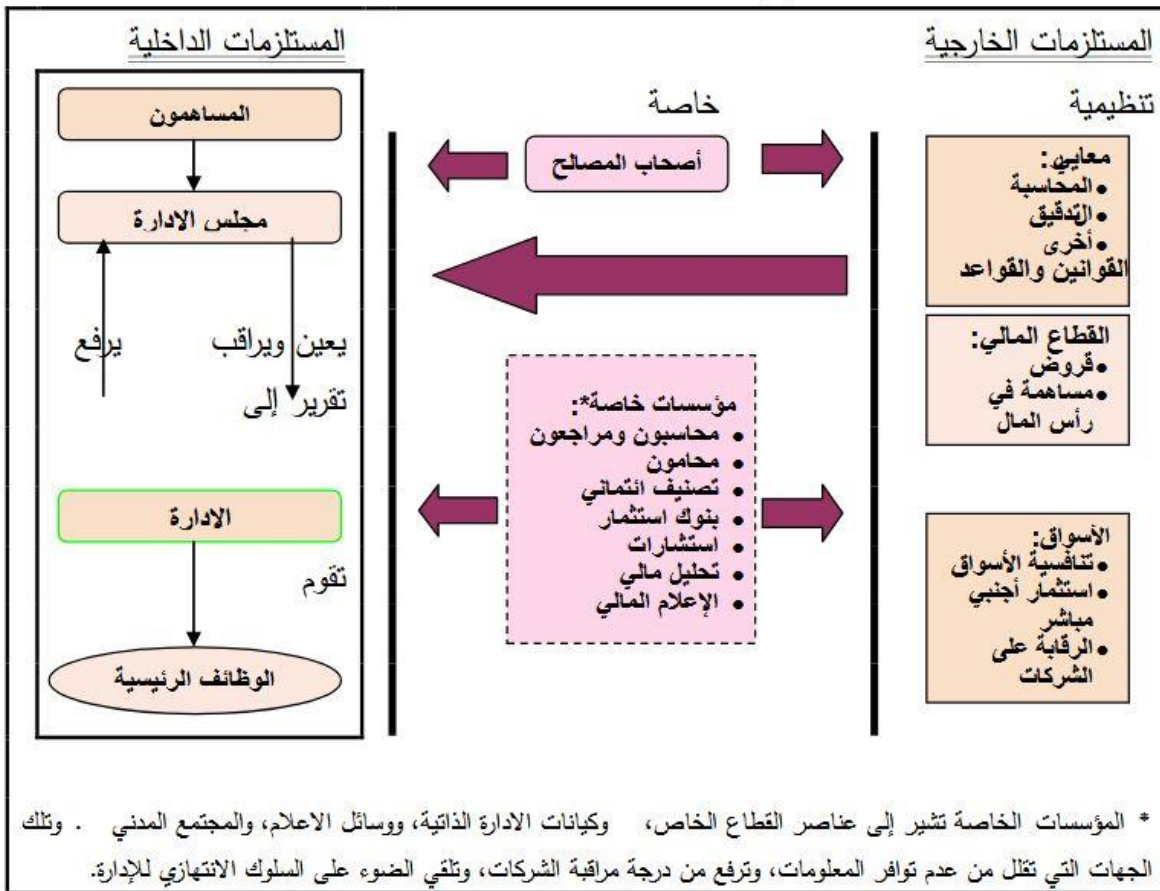 المستلزمات الخارجية
المستلزمات الداخلية
تنظيمية
خاصة
معايير:
• المحاسبة
• التدقيق
• أخرى
القوانين والقواعد
القطاع المالي:
• قروض
• مساهمة في
رأس المال
الأسواق:
• تنافسية الأسواق
• استثمار أجنبي
مباشر
• الرقابة على
الشركات
أصحاب المصالح
مؤسسات خاصة*:
• محاسبون ومراجعون
• محامون
• تصنيف ائتماني
• بنوك استثمار
• استشارات
• تحليل مالي
• الإعلام المالي
المساهمون
مجلس الادارة
يعين ويراقب
يرفع
تقرير إلى
الادارة
تقوم
الوظائف الرئيسية
* المؤسسات الخاصة تشير إلى عناصر القطاع الخاص، وكيانات الادارة الذاتية، ووسائل الاعلام، والمجتمع المدني . وتلك
الجهات التي تقلل من عدم توافر المعلومات، وترفع من درجة مراقبة الشركات، وتلقي الضوء على السلوك الانتهازي للإدارة.